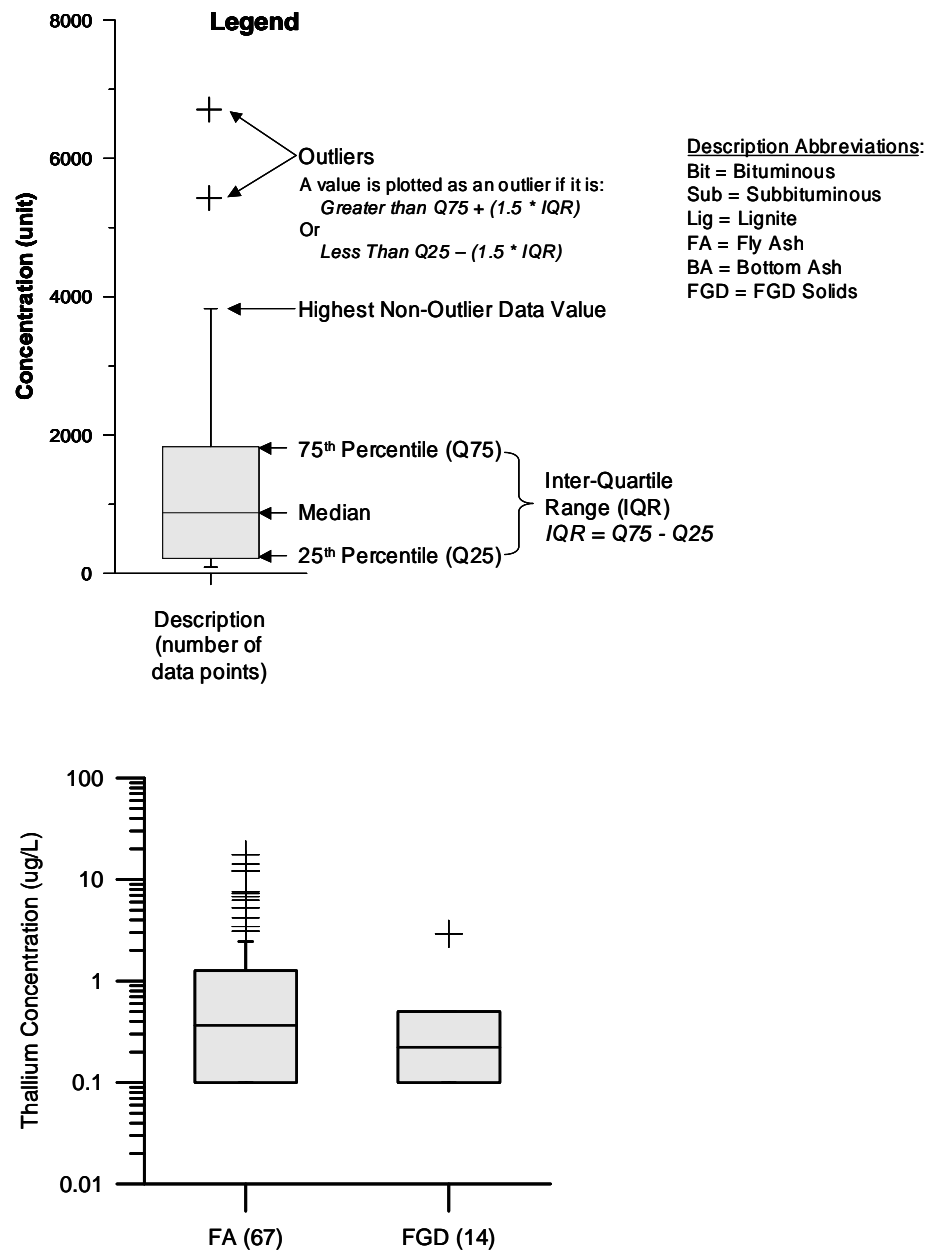 Legend
8000
6000
4000
2000
0
Concentration (unit)
Outliers
A value is plotted as an outlier if it is:
Greater than Q75 + (1.5 * IQR)
Or
Less Than Q25 – (1.5 * IQR)
Highest Non-Outlier Data Value
75th Percentile (Q75)
Median
25th Percentile (Q25)
Inter-Quartile
Range (IQR)
IQR = Q75 - Q25
Description
(number of
data points)
Description Abbreviations:
Bit = Bituminous
Sub = Subbituminous
Lig = Lignite
FA = Fly Ash
BA = Bottom Ash
FGD = FGD Solids
100
10
1
0.1
0.01
Thallium Concentration (ug/L)
FA (67)
FGD (14)